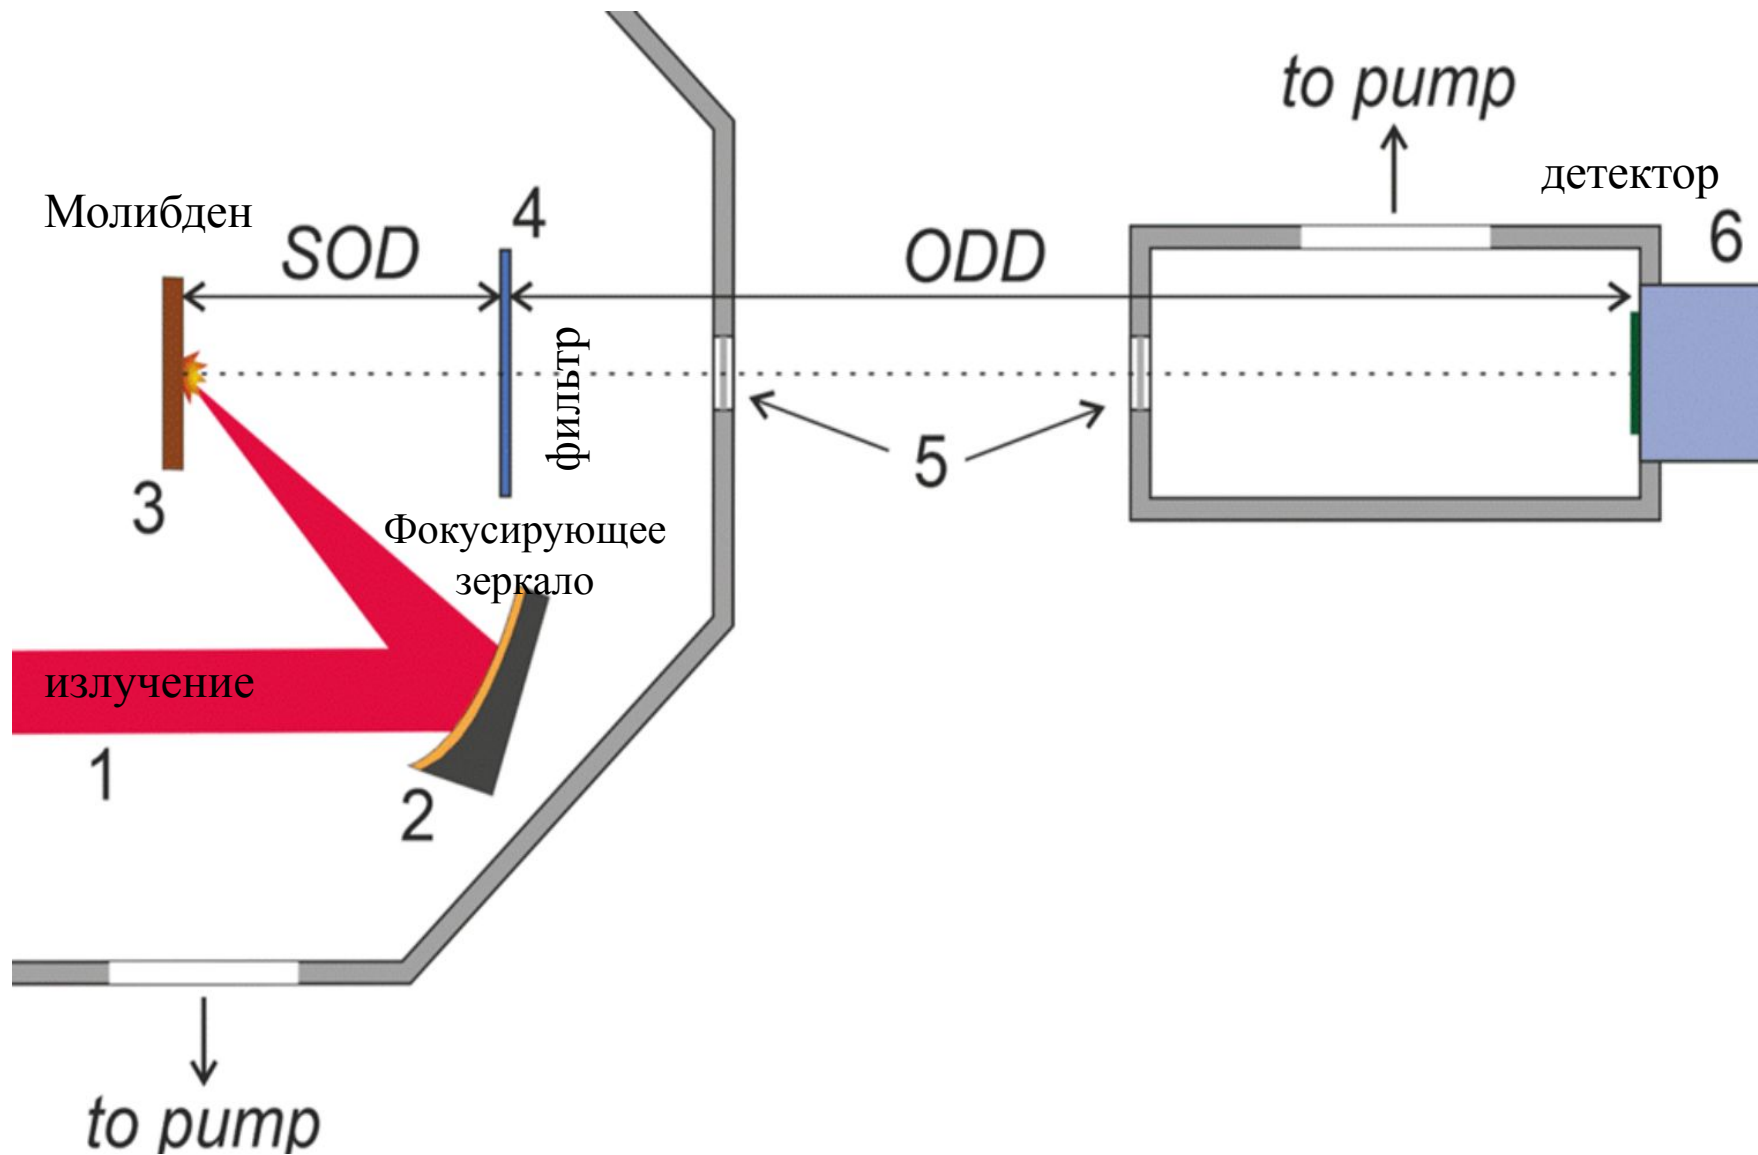 to pump
детектор
Молибден
4
SOD
ODD
6
фильтр
5
3
Фокусирующее
зеркало
излучение
1
2
to pump